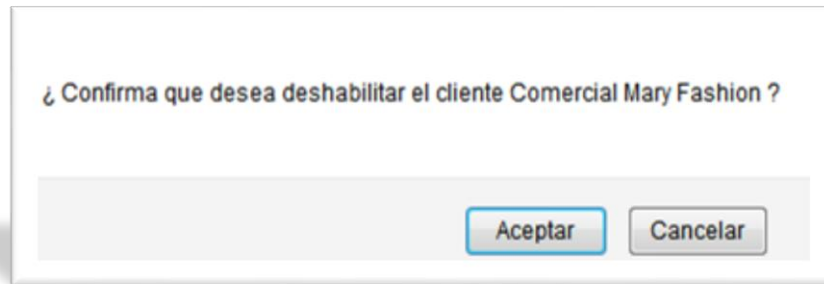 ¿ Confirma que desea deshabilitar el cliente Comercial Mary Fashion ?
Aceptar Cancelar